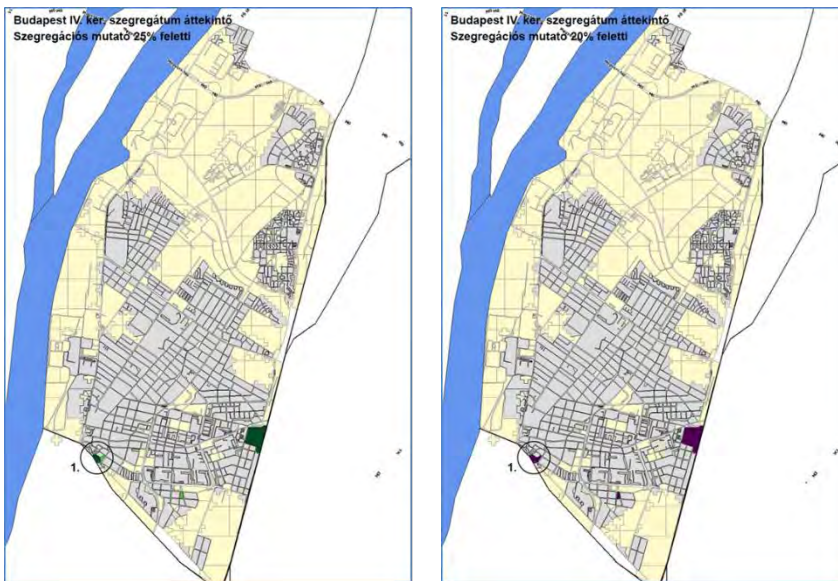 Budapest IV. ker. szegregátum áttekintő
Szegregációs mutató 25% feletti
1.
Budapest IV. ker. szegregátum áttekintő
Szegregációs mutató 20% feletti
1.